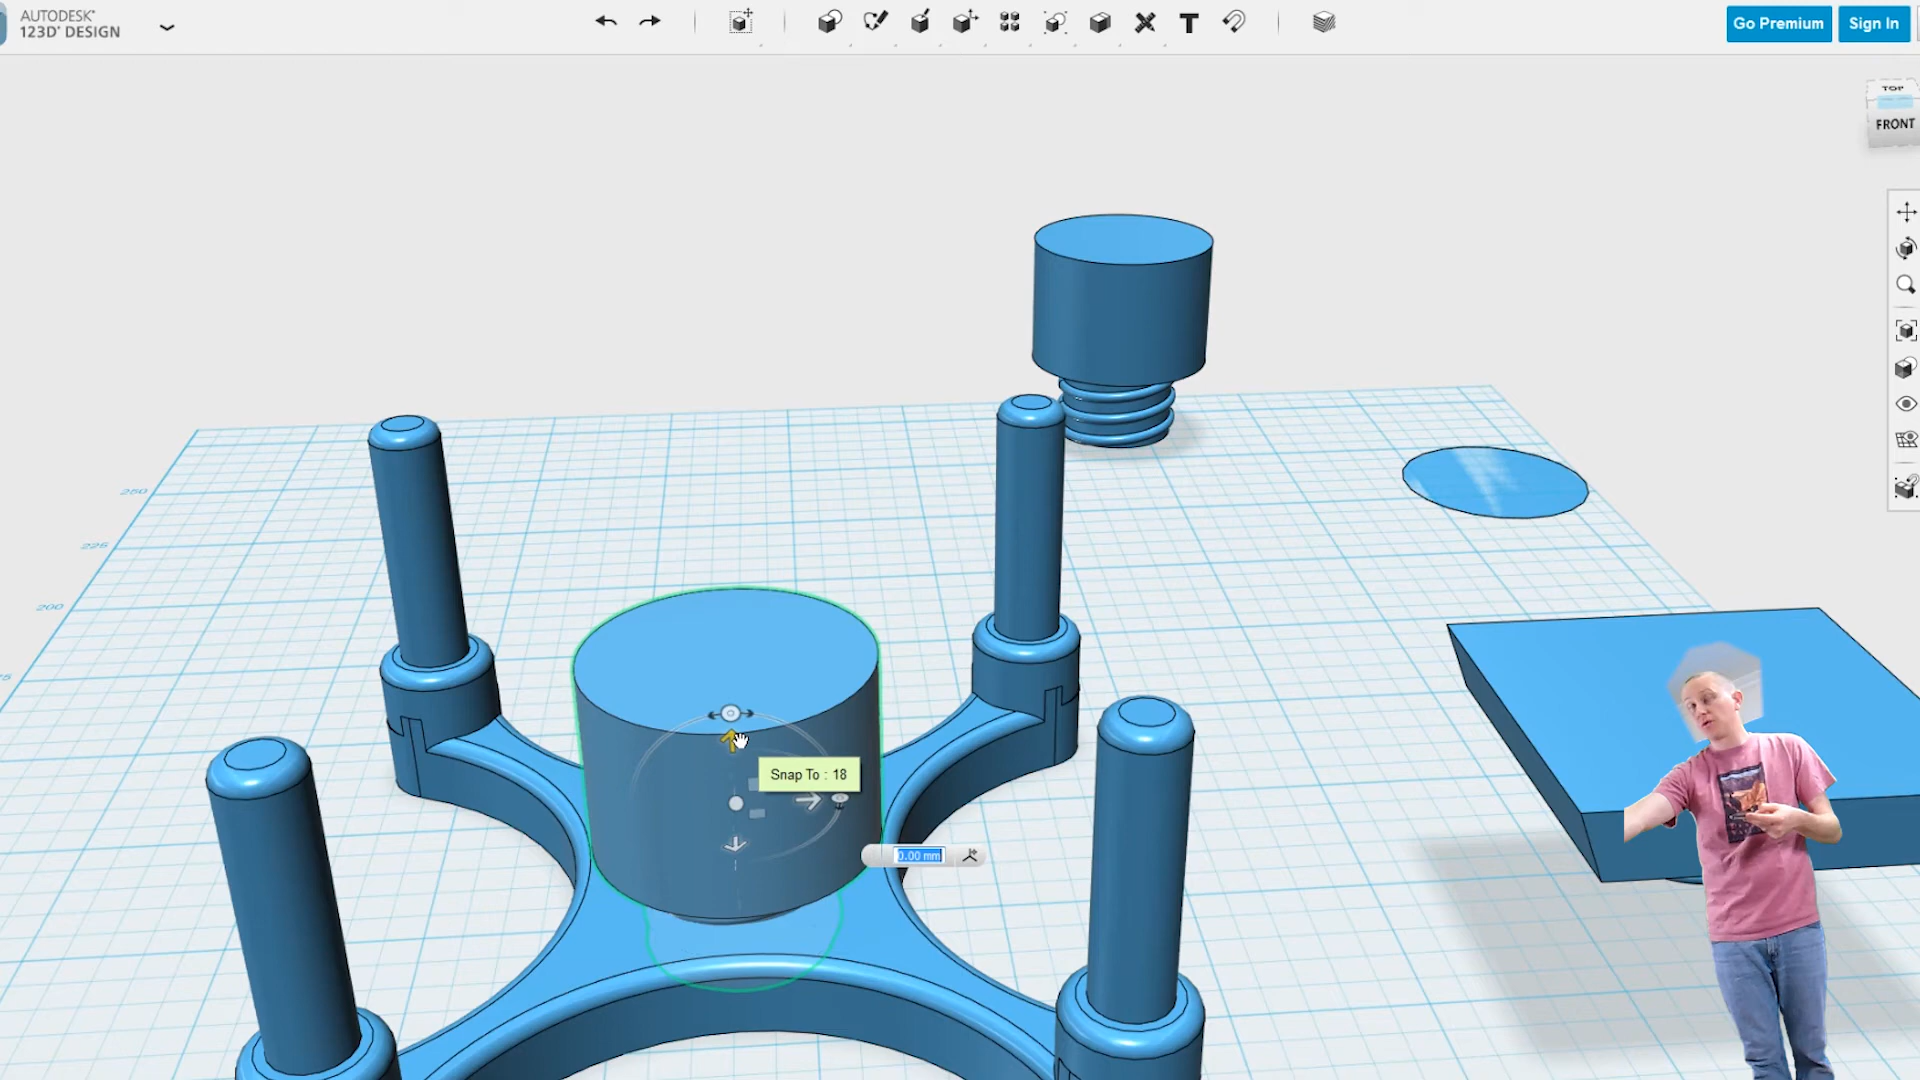 AUTODESK®
123D® DESIGN
Go Premium
Sign In
TOP
FRONT
250
225
200
Snap To : 18
0.00 mm